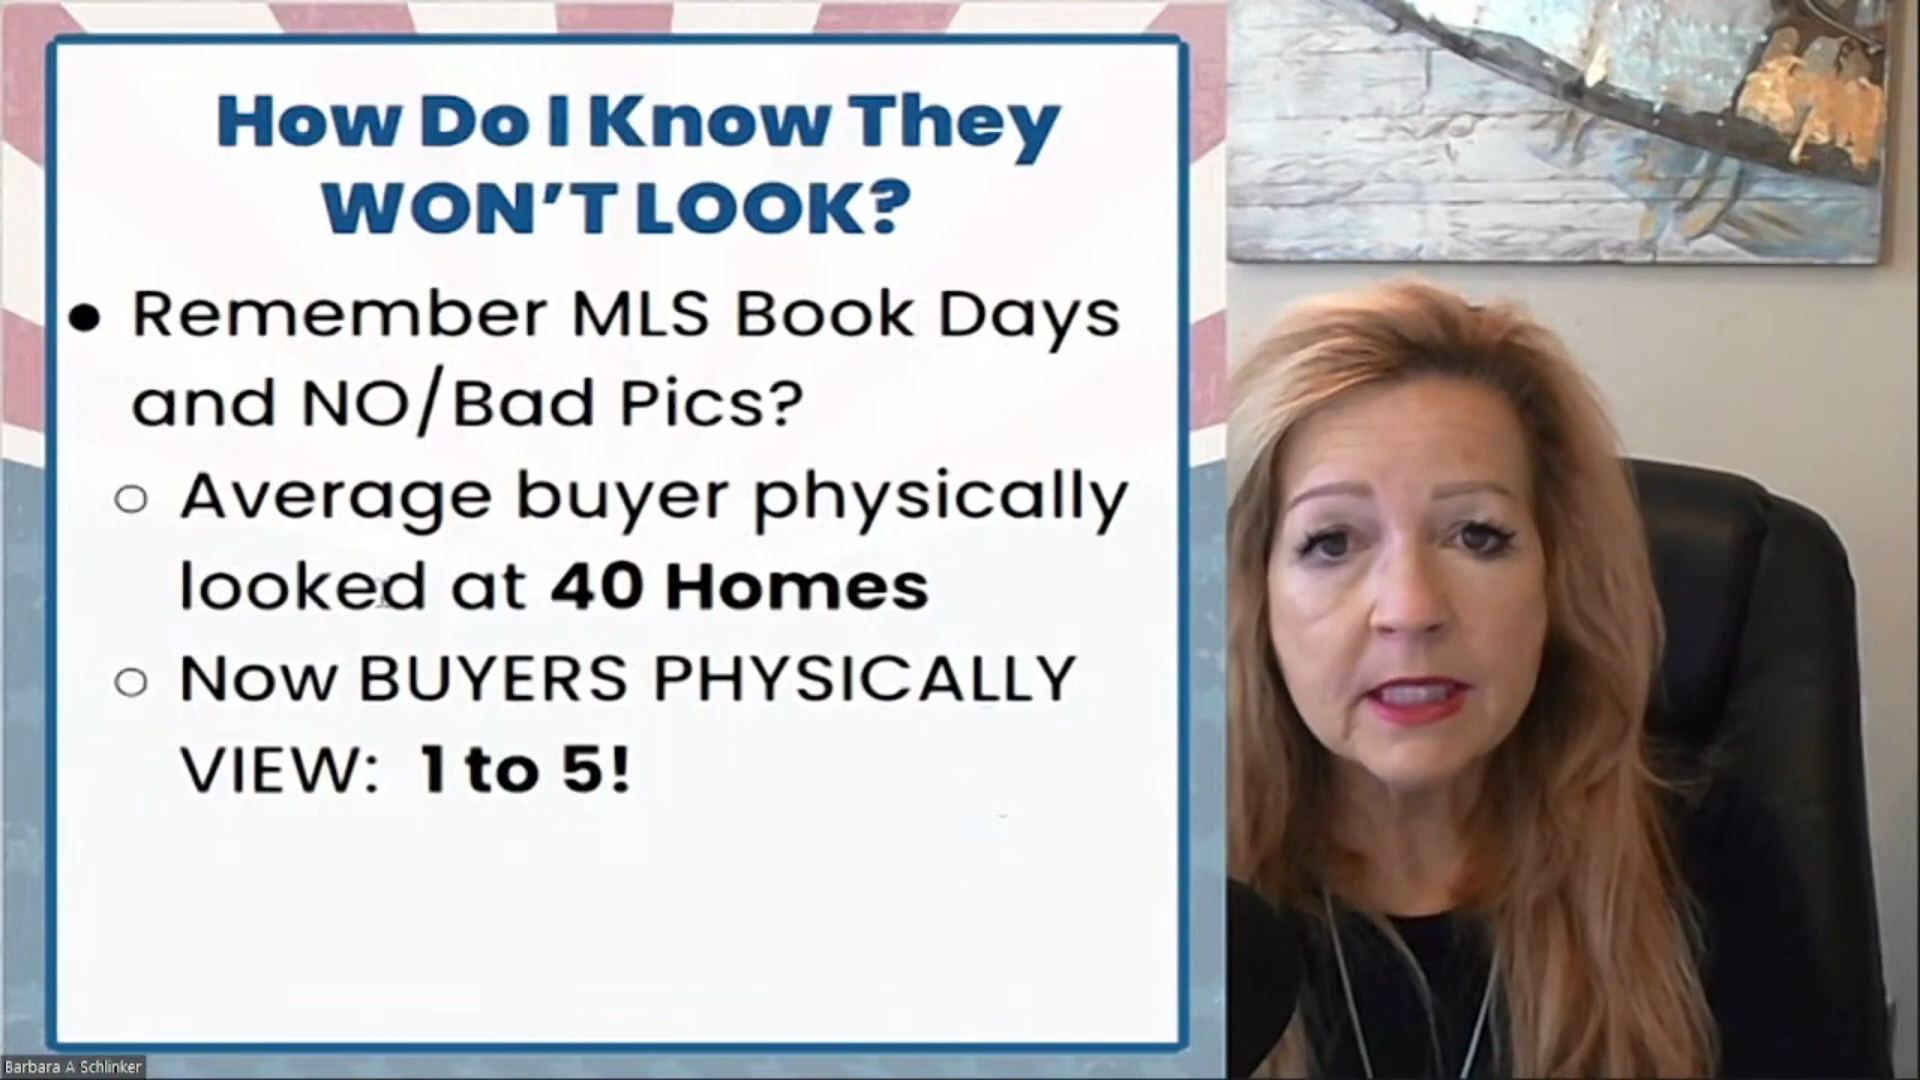 How Do I Know They
WON’T LOOK?
● Remember MLS Book Days
and NO/Bad Pics?
○ Average buyer physically
looked at 40 Homes
○ Now BUYERS PHYSICALLY
VIEW: 1 to 5!
Barbara A Schlinker